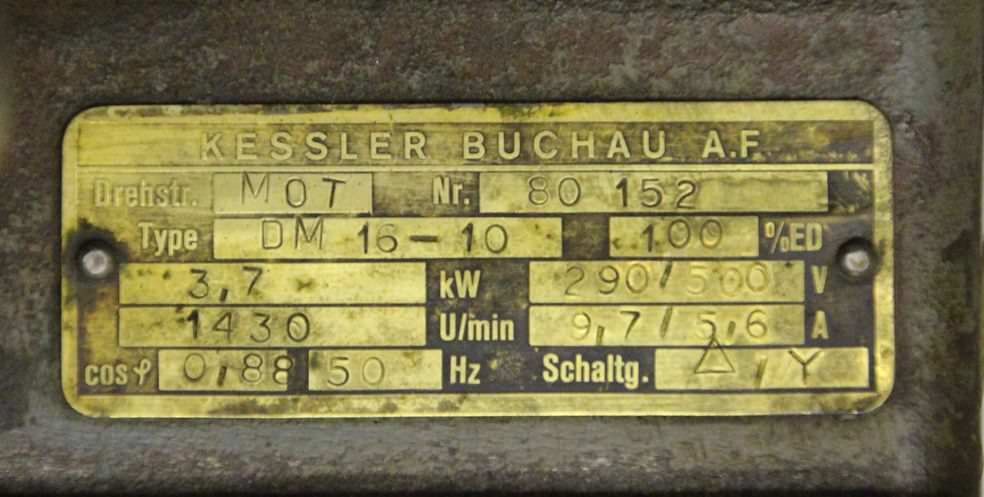 KESSLER BUCHAU A.F.
Drehstr. MOT Nr. 80 152
Type DM 16-10 100 %ED
3,7 kW 290/500 V
1430 U/min 9,7/5,6 A
cosφ 0,88 50 Hz Schaltg. △/Y